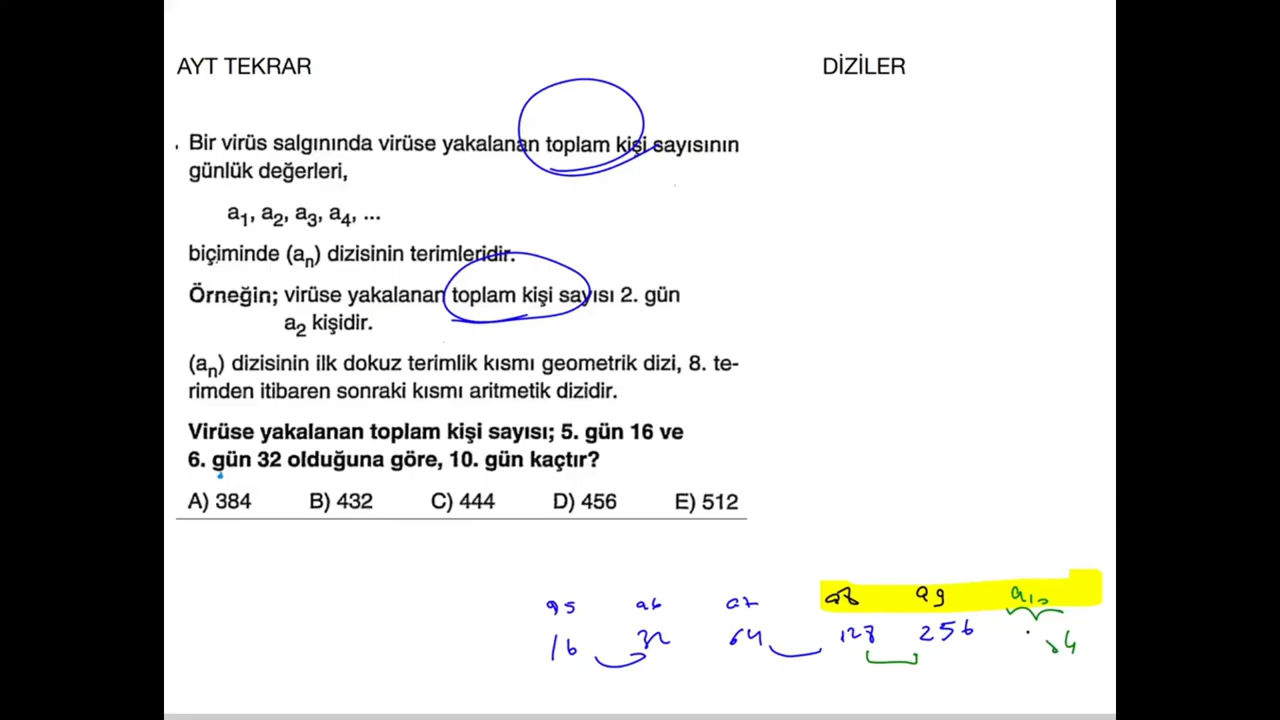 AYT TEKRAR
DİZİLER
Bir virüs salgınında virüse yakalanan toplam kişi sayısının
günlük değerleri,
a₁, a₂, a₃, a₄, ...
biçiminde (aₙ) dizisinin terimleridir.
Örneğin; virüse yakalanan toplam kişi sayısı 2. gün
a₂ kişidir.
(aₙ) dizisinin ilk dokuz terimlik kısmı geometrik dizi, 8. te-
rimden itibaren sonraki kısmı aritmetik dizidir.
Virüse yakalanan toplam kişi sayısı; 5. gün 16 ve
6. gün 32 olduğuna göre, 10. gün kaçtır?
A) 384 B) 432 C) 444 D) 456 E) 512
a5 a6 a7 a8 a9 a10
16 32 64 128 256